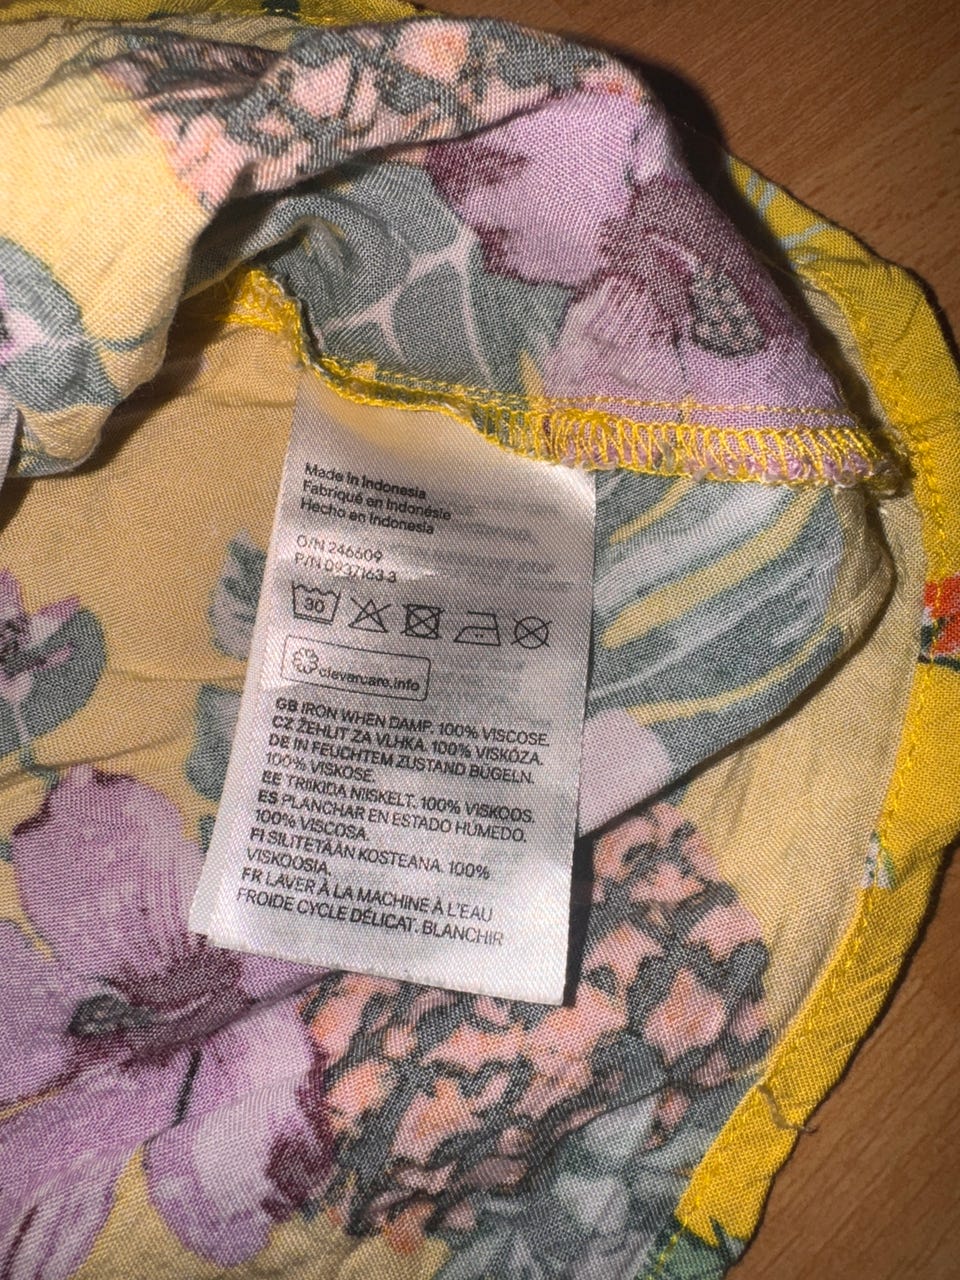 Made in Indonesia
Fabriqué en Indonésie
Hecho en Indonesia
O/N 246609
P/N 0937163 3
30
clevercare.info
GB IRON WHEN DAMP. 100% VISCOSE.
CZ ŽEHLIT ZA VLHKA. 100% VISKÓZA.
DE IN FEUCHTEM ZUSTAND BÜGELN.
100% VISKOSE.
EE TRIIKIDA NIISKELT. 100% VISKOOS.
ES PLANCHAR EN ESTADO HÚMEDO.
100% VISCOSA.
FI SILITETÄÄN KOSTEANA. 100%
VISKOOSIA.
FR LAVER À LA MACHINE À L'EAU
FROIDE CYCLE DÉLICAT. BLANCHIR